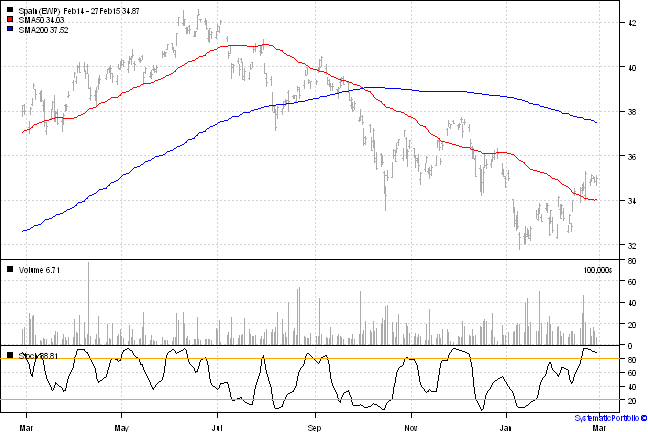 Spain (EWP) Feb14 - 27Feb15 34.87
SMA50 34.03
SMA200 37.52
42
40
38
36
34
32
Volume 6.71
100,000s
80
60
40
20
0
Stoch 88.81
80
60
40
20
Mar May Jul Sep Nov Jan Mar
SystematicPortfolio ©